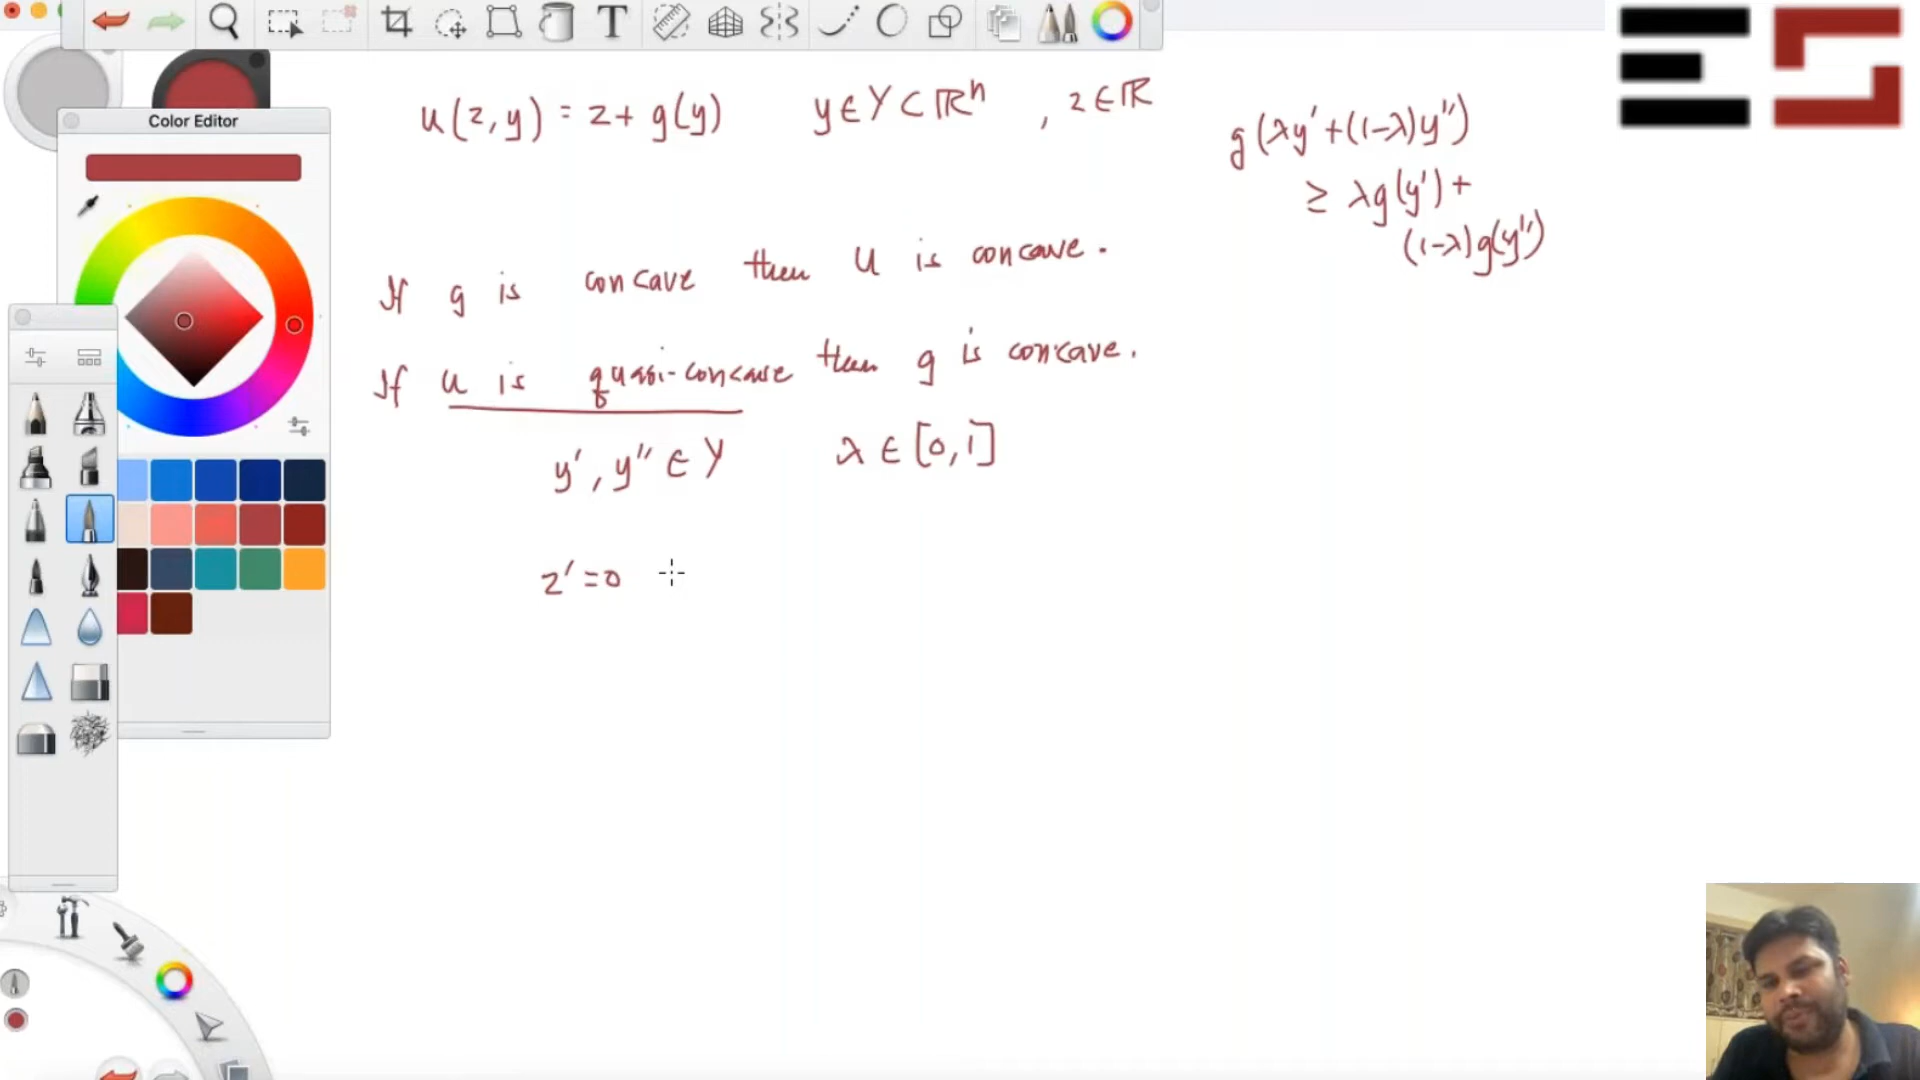 Color Editor
u(z,y) = z + g(y) y ∈ Y ⊂ ℝⁿ , z ∈ ℝ
g(λy' + (1-λ)y'')
≥ λg(y') +
(1-λ)g(y'')
If g is concave then u is concave.
If u is quasi-concave then g is concave.
y', y'' ∈ Y λ ∈ [0,1]
z' = 0
ES